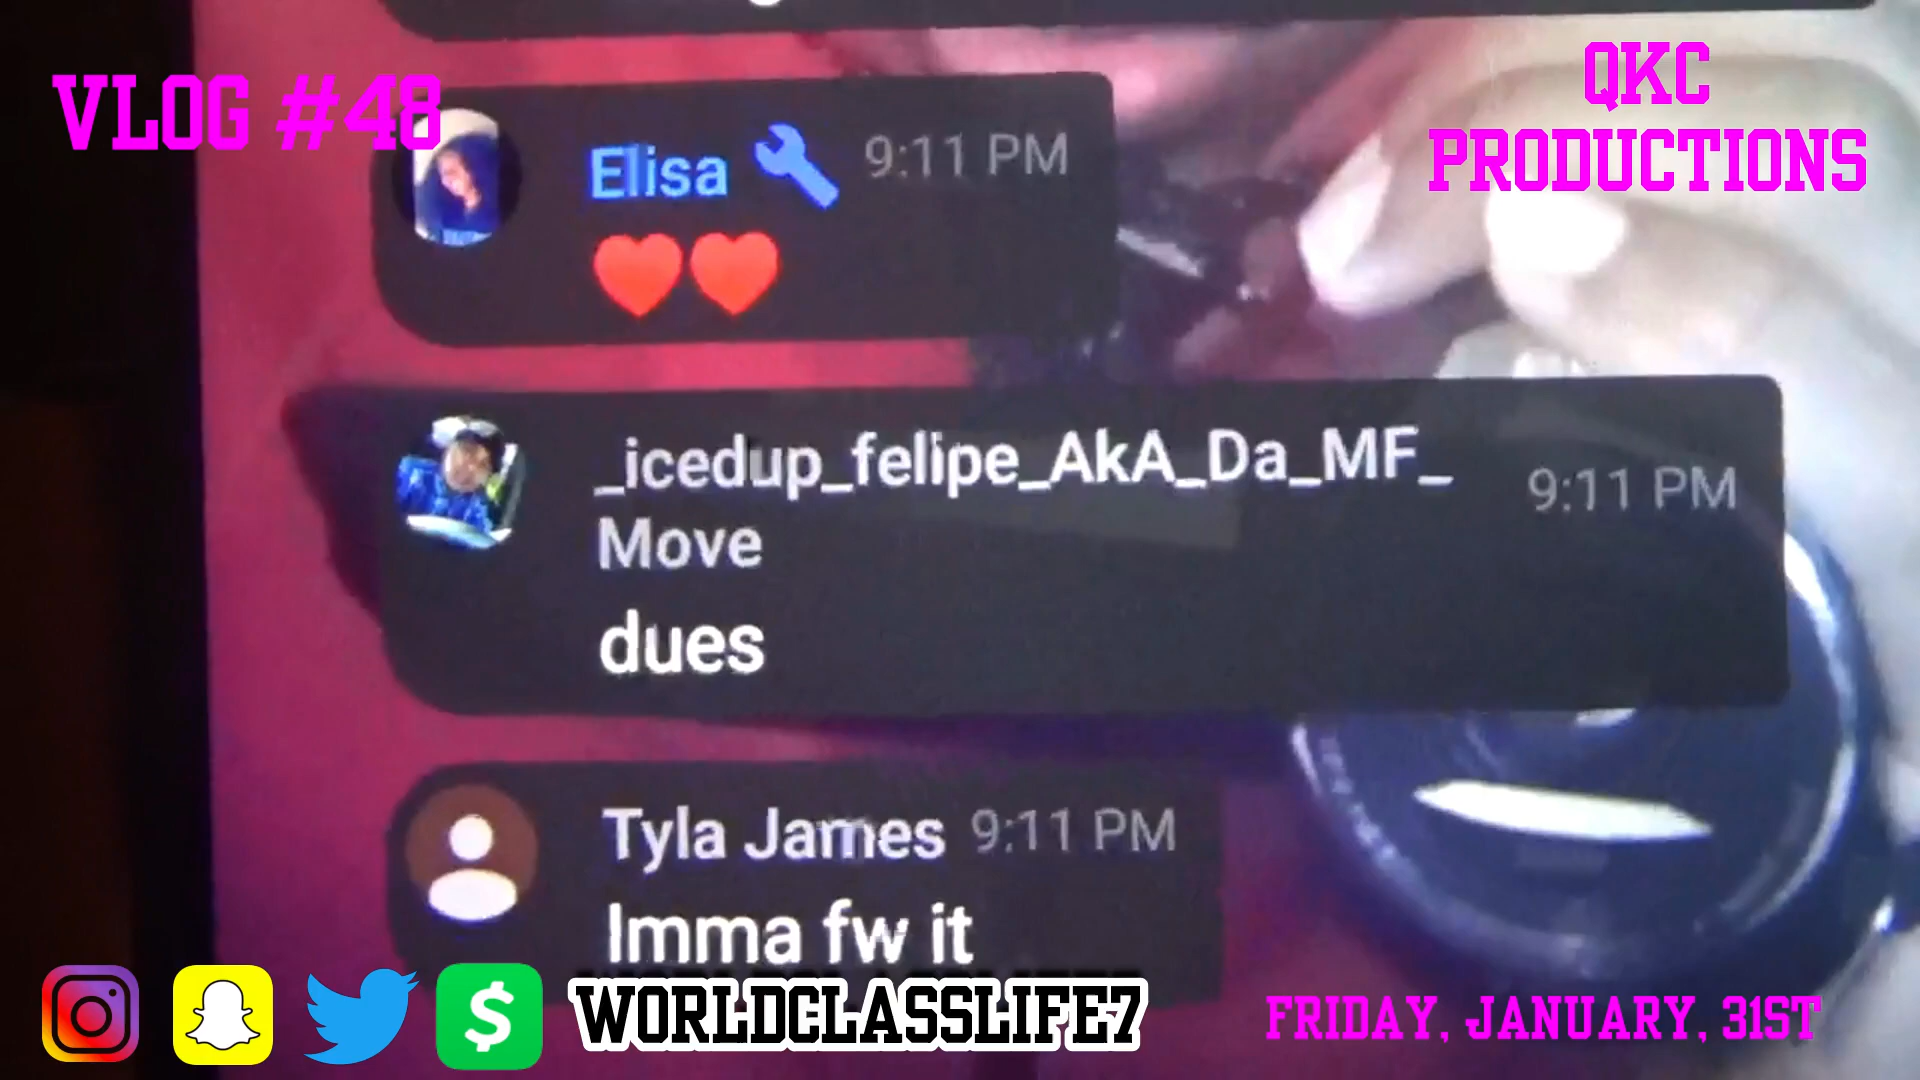 VLOG #48
QKC
PRODUCTIONS
Elisa 9:11 PM
❤️❤️
_icedup_felipe_AkA_Da_MF_
Move
9:11 PM
dues
Tyla James 9:11 PM
Imma fw it
WORLDCLASSLIFE7
FRIDAY, JANUARY, 31ST